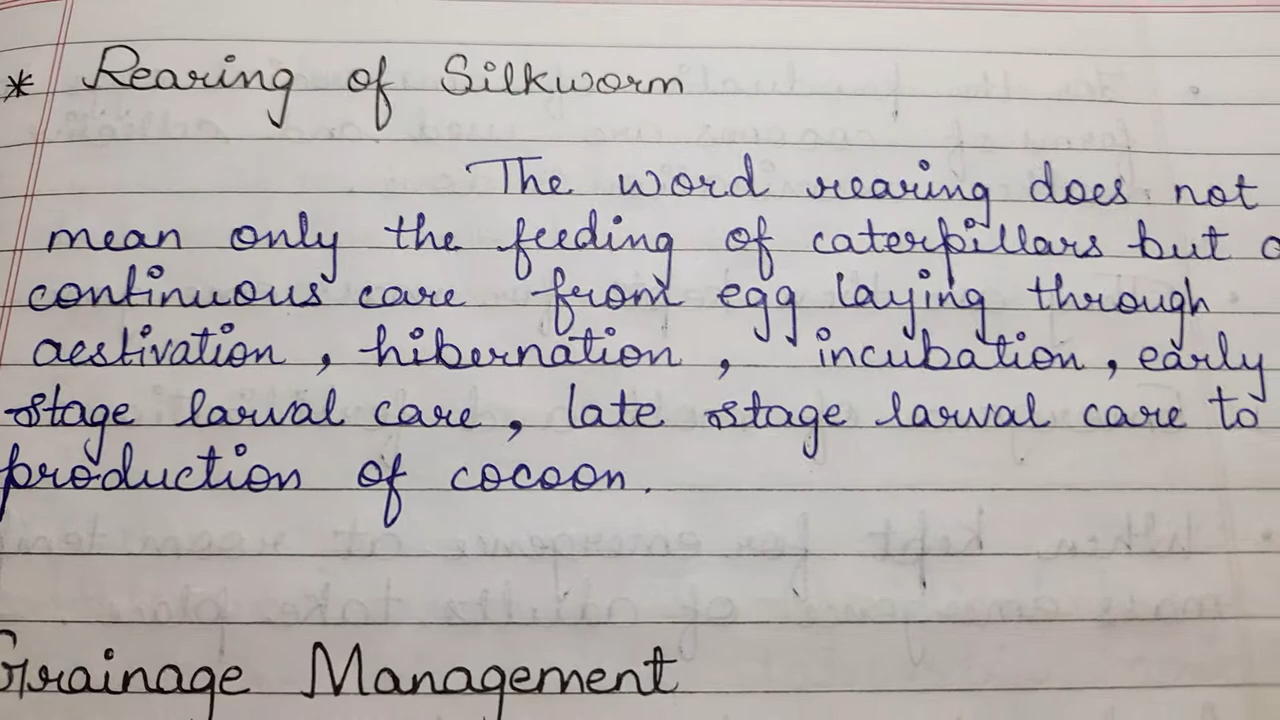 * Rearing of Silkworm
The word rearing does not
mean only the feeding of caterpillars but a
continuous care from egg laying through
aestivation, hibernation, incubation, early
stage larval care, late stage larval care to
production of cocoon.
Grainage Management